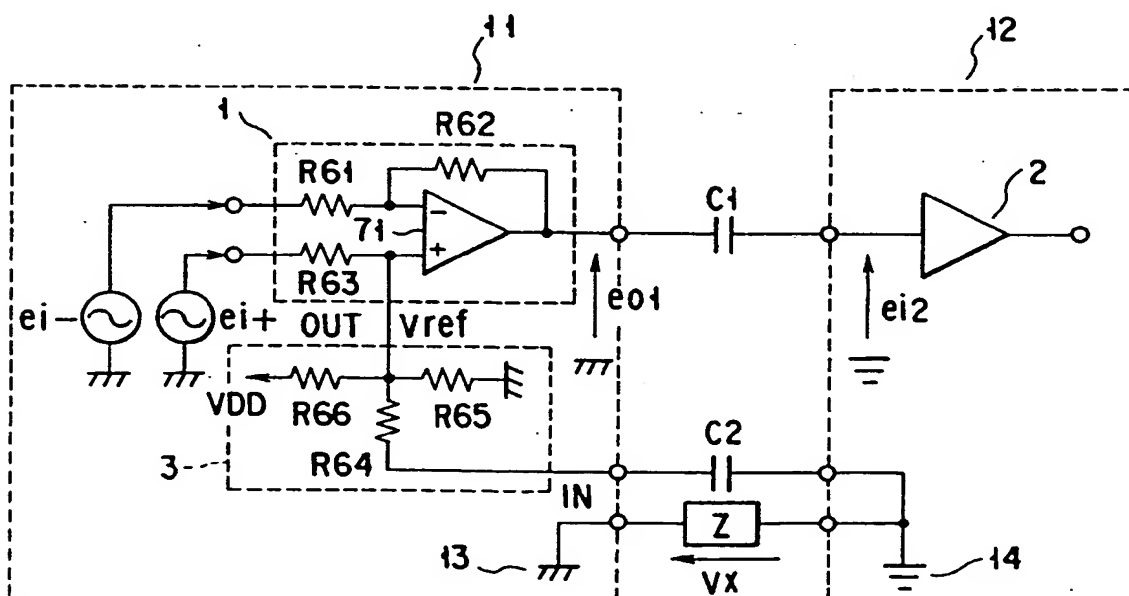 11
12
1
R62
R61
2
C1
71
−
+
R63
ei−
ei+
OUT Vref
eo1
ei2
VDD
R66
R65
C2
3
R64
IN
Z
13
14
VX